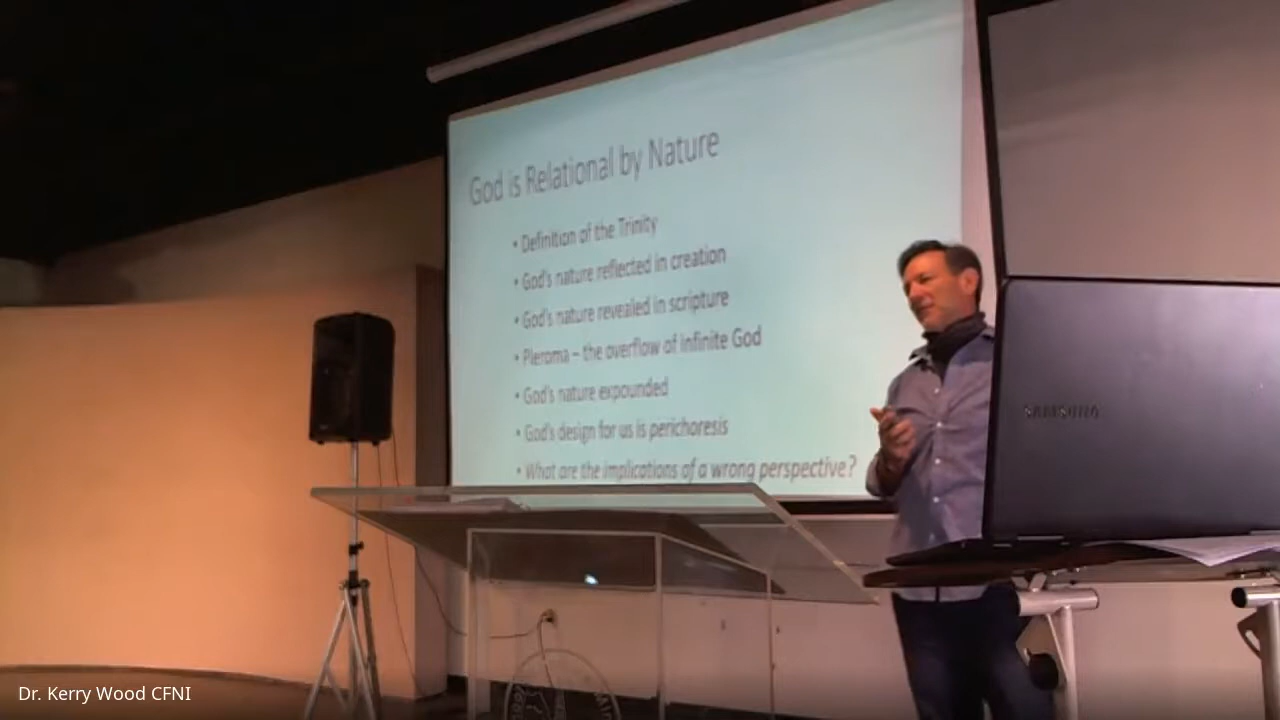 God is Relational by Nature
• Definition of the Trinity
• God's nature reflected in creation
• God's nature revealed in scripture
• Pleroma – the overflow of infinite God
• God's nature expounded
• God's design for us is perichoresis
• What are the implications of a wrong perspective?
SAMSUNG
Dr. Kerry Wood CFNI